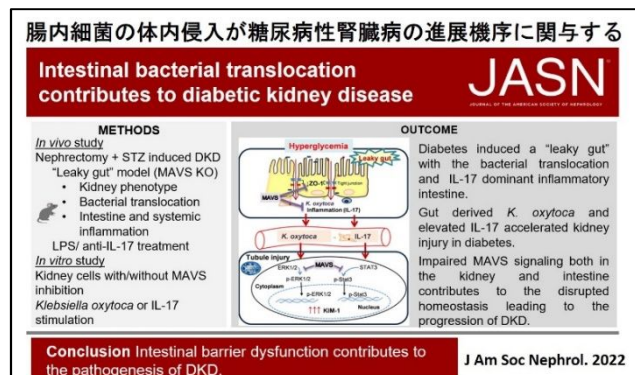 腸内細菌の体内侵入が糖尿病性腎臓病の進展機序に関与する
Intestinal bacterial translocation
contributes to diabetic kidney disease
JASN
JOURNAL OF THE AMERICAN SOCIETY OF NEPHROLOGY
METHODS
In vivo study
Nephrectomy + STZ induced DKD
"Leaky gut" model (MAVS KO)
• Kidney phenotype
• Bacterial translocation
• Intestine and systemic
inflammation
LPS/ anti-IL-17 treatment
In vitro study
Kidney cells with/without MAVS
inhibition
Klebsiella oxytoca or IL-17
stimulation
OUTCOME
Hyperglycemia
Leaky gut
ZO-1
Tight junction
MAVS
K. oxytoca
Inflammation (IL-17)
K. oxytoca
IL-17
Tubule injury
ERK1/2
MAVS
STAT3
p-ERK1/2
p-Stat3
Cytoplasm
p-ERK1/2
p-Stat3
Nucleus
↑↑↑ KIM-1
Diabetes induced a "leaky gut"
with the bacterial translocation
and IL-17 dominant inflammatory
intestine.
Gut derived K. oxytoca and
elevated IL-17 accelerated kidney
injury in diabetes.
Impaired MAVS signaling both in
the kidney and intestine
contributes to the disrupted
homeostasis leading to the
progression of DKD.
Conclusion Intestinal barrier dysfunction contributes to
the pathogenesis of DKD.
J Am Soc Nephrol. 2022